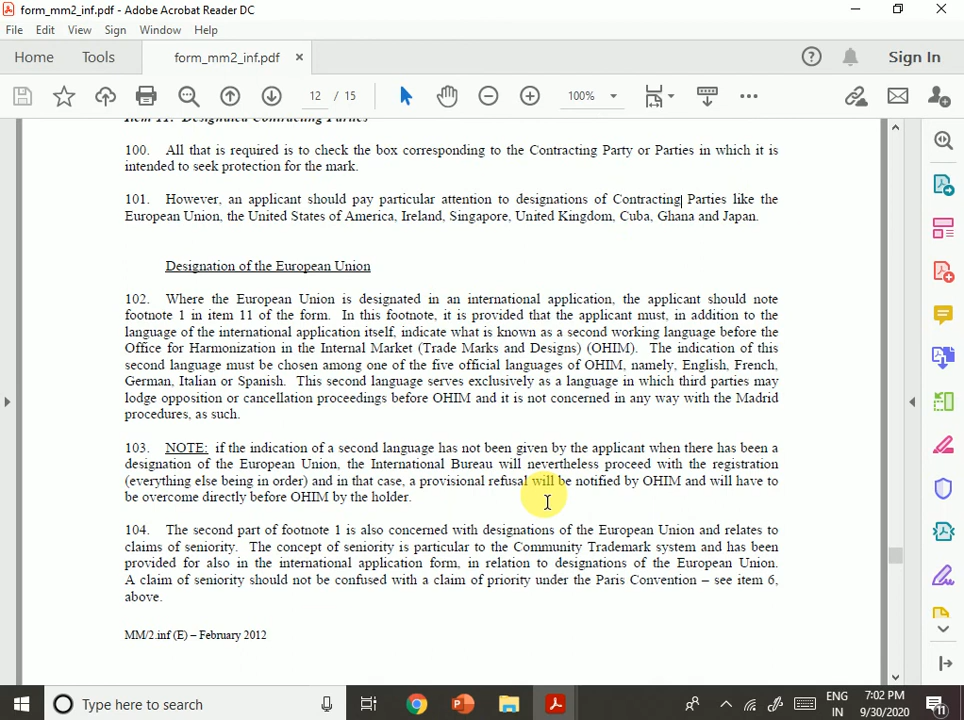 form_mm2_inf.pdf - Adobe Acrobat Reader DC
File Edit View Window Help
Home Tools form_mm2_inf.pdf × Sign In
12 / 15 100%
Item 11: Designated Contracting Parties
100. All that is required is to check the box corresponding to the Contracting Party or Parties in which it is
intended to seek protection for the mark.
101. However, an applicant should pay particular attention to designations of Contracting Parties like the
European Union, the United States of America, Ireland, Singapore, United Kingdom, Cuba, Ghana and Japan.
Designation of the European Union
102. Where the European Union is designated in an international application, the applicant should note
footnote 1 in item 11 of the form. In this footnote, it is provided that the applicant must, in addition to the
language of the international application itself, indicate what is known as a second working language before the
Office for Harmonization in the Internal Market (Trade Marks and Designs) (OHIM). The indication of this
second language must be chosen among one of the five official languages of OHIM, namely, English, French,
German, Italian or Spanish. This second language serves exclusively as a language in which third parties may
lodge opposition or cancellation proceedings before OHIM and it is not concerned in any way with the Madrid
procedures, as such.
103. NOTE: if the indication of a second language has not been given by the applicant when there has been a
designation of the European Union, the International Bureau will nevertheless proceed with the registration
(everything else being in order) and in that case, a provisional refusal will be notified by OHIM and will have to
be overcome directly before OHIM by the holder.
104. The second part of footnote 1 is also concerned with designations of the European Union and relates to
claims of seniority. The concept of seniority is particular to the Community Trademark system and has been
provided for also in the international application form, in relation to designations of the European Union.
A claim of seniority should not be confused with a claim of priority under the Paris Convention – see item 6,
above.
MM/2.inf (E) – February 2012
Type here to search
ENG
IN
7:02 PM
9/30/2020
11